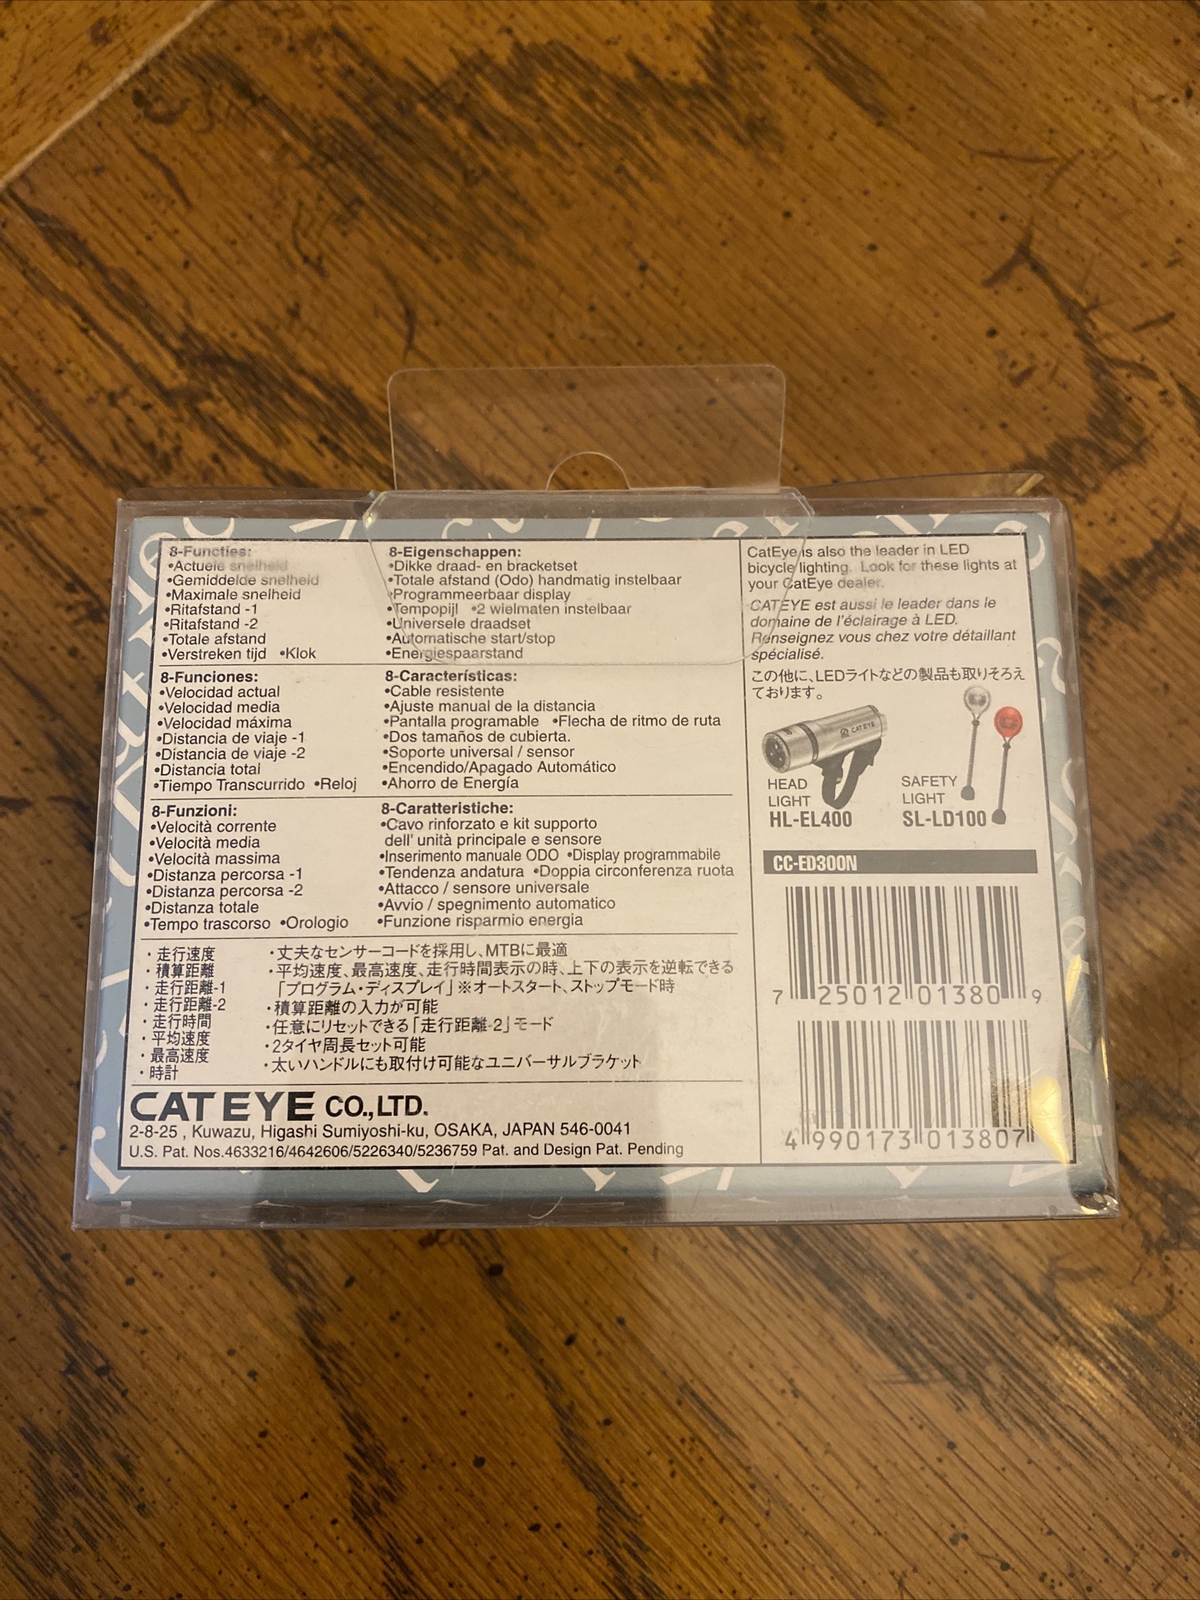 8-Functies:
•Actuele snelheid
•Gemiddelde snelheid
•Maximale snelheid
•Ritafstand -1
•Ritafstand -2
•Totale afstand
•Verstreken tijd •Klok
8-Eigenschappen:
•Dikke draad- en bracketset
•Totale afstand (Odo) handmatig instelbaar
•Programmeerbaar display
•Tempopijl •2 wielmaten instelbaar
•Universele draadset
•Automatische start/stop
•Energiespaarstand
8-Funciones:
•Velocidad actual
•Velocidad media
•Velocidad máxima
•Distancia de viaje -1
•Distancia de viaje -2
•Distancia total
•Tiempo Transcurrido •Reloj
8-Características:
•Cable resistente
•Ajuste manual de la distancia
•Pantalla programable •Flecha de ritmo de ruta
•Dos tamaños de cubierta.
•Soporte universal / sensor
•Encendido/Apagado Automático
•Ahorro de Energía
8-Funzioni:
•Velocità corrente
•Velocità media
•Velocità massima
•Distanza percorsa -1
•Distanza percorsa -2
•Distanza totale
•Tempo trascorso •Orologio
8-Caratteristiche:
•Cavo rinforzato e kit supporto
dell' unità principale e sensore
•Inserimento manuale ODO •Display programmabile
•Tendenza andatura •Doppia circonferenza ruota
•Attacco / sensore universale
•Avvio / spegnimento automatico
•Funzione risparmio energia
・走行速度
・積算距離
・走行距離-1
・走行距離-2
・走行時間
・平均速度
・最高速度
・時計
・丈夫なセンサーコードを採用し、MTBに最適
・平均速度、最高速度、走行時間表示の時、上下の表示を逆転できる
「プログラム・ディスプレイ」※オートスタート、ストップモード時
・積算距離の入力が可能
・任意にリセットできる「走行距離-2」モード
・2タイヤ周長セット可能
・太いハンドルにも取付け可能なユニバーサルブラケット
CAT EYE CO.,LTD.
2-8-25 , Kuwazu, Higashi Sumiyoshi-ku, OSAKA, JAPAN 546-0041
U.S. Pat. Nos.4633216/4642606/5226340/5236759 Pat. and Design Pat. Pending
CatEye is also the leader in LED
bicycle lighting. Look for these lights at
your CatEye dealer.
CATEYE est aussi le leader dans le
domaine de l'éclairage à LED.
Renseignez vous chez votre détaillant
spécialisé.
この他に、LEDライトなどの製品も取りそろえ
ております。
CAT EYE
HEAD
LIGHT
HL-EL400
SAFETY
LIGHT
SL-LD100
CC-ED300N
7 25012 01380 9
4 990173 013807